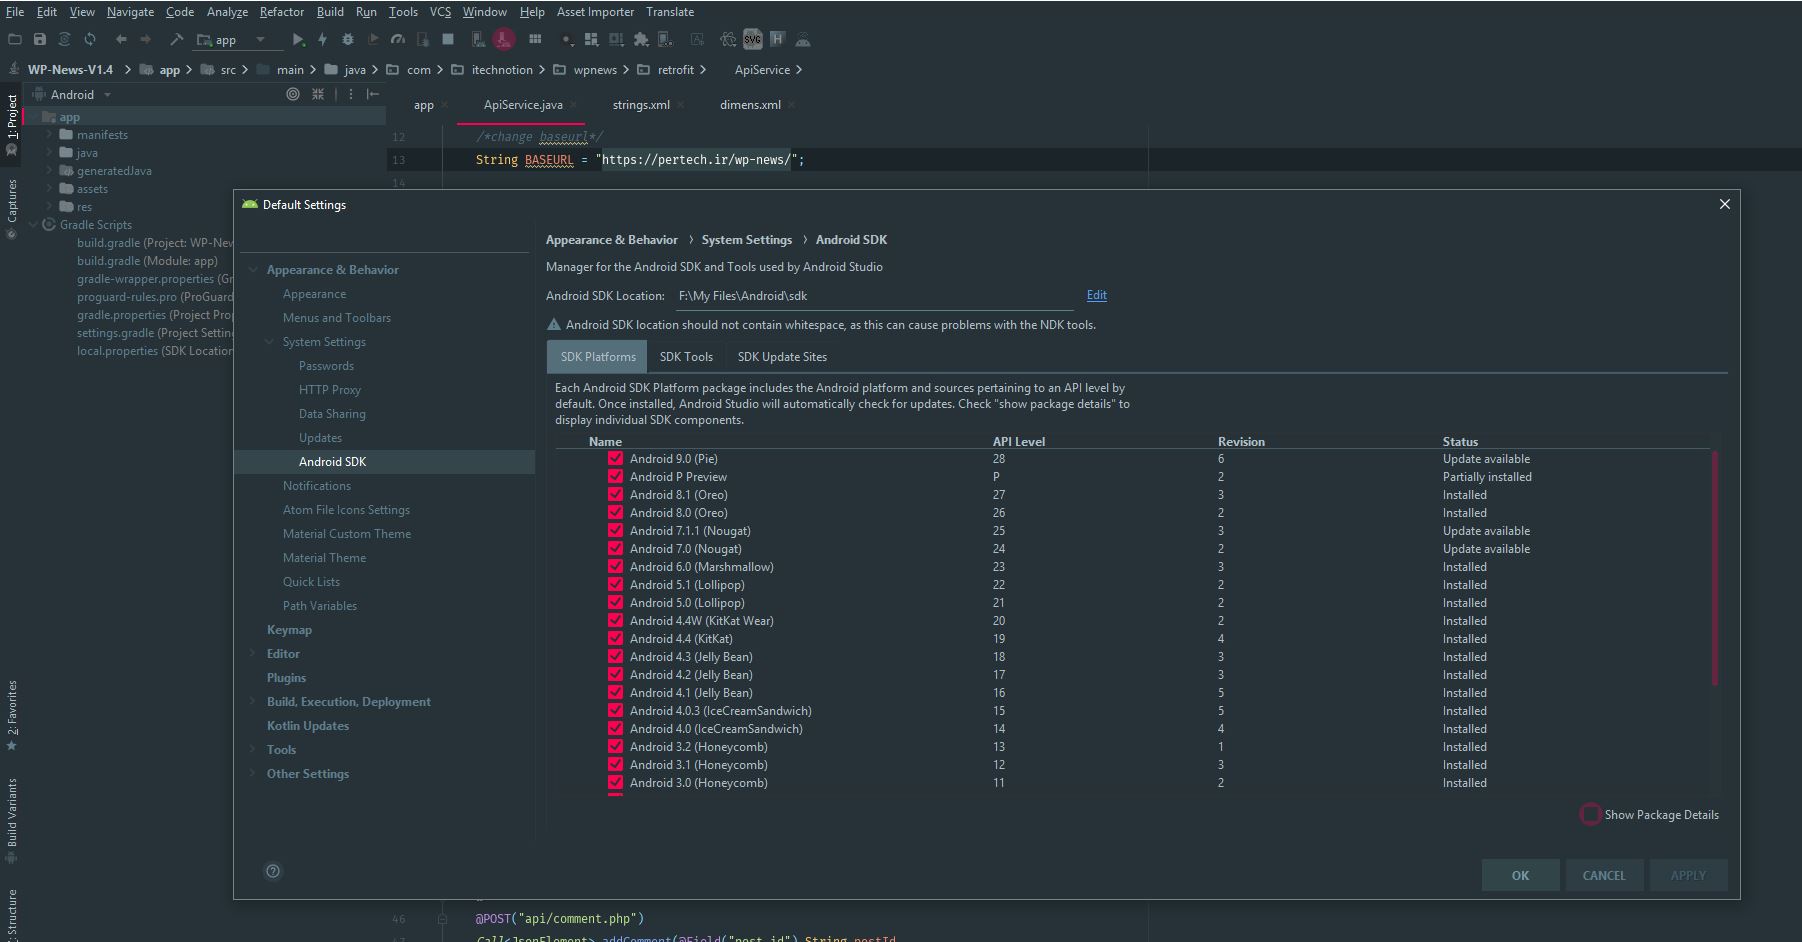 File Edit View Navigate Code Analyze Refactor Build Run Tools VCS Window Help Asset Importer Translate
app
SVG
H
WP-News-V1.4 app src main java com itechnotion wpnews retrofit ApiService
1: Project
Captures
2: Favorites
Build Variants
Structure
Android
app
manifests
java
generatedJava
assets
res
Gradle Scripts
build.gradle (Project: WP-New
build.gradle (Module: app)
gradle-wrapper.properties (Gr
proguard-rules.pro (ProGuard
gradle.properties (Project Prop
settings.gradle (Project Settin
local.properties (SDK Location
app ApiService.java strings.xml dimens.xml
12 /*change baseurl*/
13 String BASEURL = "https://pertech.ir/wp-news/";
14
Default Settings
Appearance & Behavior
Appearance
Menus and Toolbars
System Settings
Passwords
HTTP Proxy
Data Sharing
Updates
Android SDK
Notifications
Atom File Icons Settings
Material Custom Theme
Material Theme
Quick Lists
Path Variables
Keymap
Editor
Plugins
Build, Execution, Deployment
Kotlin Updates
Tools
Other Settings
Appearance & Behavior › System Settings › Android SDK
Manager for the Android SDK and Tools used by Android Studio
Android SDK Location: F:\My Files\Android\sdk Edit
Android SDK location should not contain whitespace, as this can cause problems with the NDK tools.
SDK Platforms SDK Tools SDK Update Sites
Each Android SDK Platform package includes the Android platform and sources pertaining to an API level by
default. Once installed, Android Studio will automatically check for updates. Check "show package details" to
display individual SDK components.
Name API Level Revision Status
Android 9.0 (Pie) 28 6 Update available
Android P Preview P 2 Partially installed
Android 8.1 (Oreo) 27 3 Installed
Android 8.0 (Oreo) 26 2 Installed
Android 7.1.1 (Nougat) 25 3 Update available
Android 7.0 (Nougat) 24 2 Update available
Android 6.0 (Marshmallow) 23 3 Installed
Android 5.1 (Lollipop) 22 2 Installed
Android 5.0 (Lollipop) 21 2 Installed
Android 4.4W (KitKat Wear) 20 2 Installed
Android 4.4 (KitKat) 19 4 Installed
Android 4.3 (Jelly Bean) 18 3 Installed
Android 4.2 (Jelly Bean) 17 3 Installed
Android 4.1 (Jelly Bean) 16 5 Installed
Android 4.0.3 (IceCreamSandwich) 15 5 Installed
Android 4.0 (IceCreamSandwich) 14 4 Installed
Android 3.2 (Honeycomb) 13 1 Installed
Android 3.1 (Honeycomb) 12 3 Installed
Android 3.0 (Honeycomb) 11 2 Installed
Show Package Details
OK CANCEL APPLY
46 @POST("api/comment.php")
Call<JsonElement> addComment(@Field("post_id") String postId,